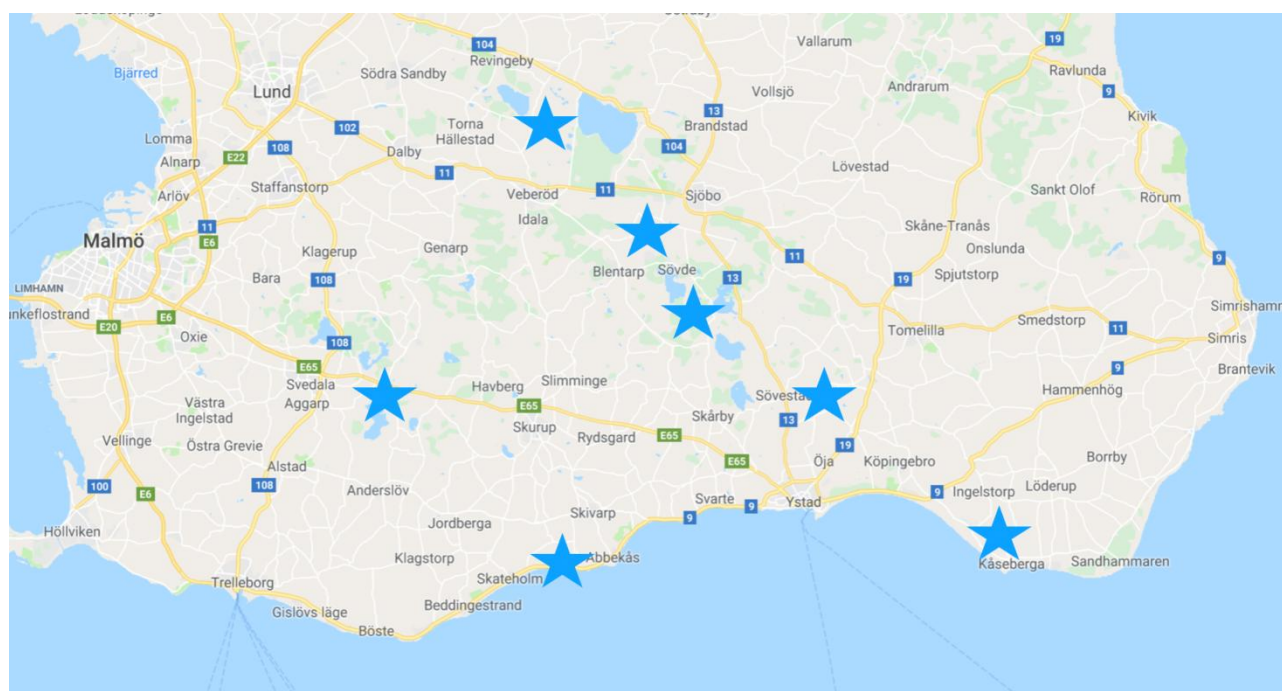 104
Revingeby
Vallarum
19
Bjärred
Södra Sandby
Ravlunda
Lund
Vollsjö
Andrarum
9
13
Kivik
102
Torna
Hällestad
Brandstad
Lomma
108
104
E22
Alnarp
Dalby
Lövestad
11
Arlöv
Staffanstorp
Veberöd
11
Sjöbo
Sankt Olof
Rörum
Idala
11
Skåne-Tranås
Malmö
E6
Klagerup
Genarp
Onslunda
11
9
Blentarp
Sövde
Bara
108
13
19
Spjutstorp
LIMHAMN
E6
Simrishamn
nkeflostrand
E20
Smedstorp
Tomelilla
11
Oxie
108
Simris
E65
9
Brantevik
Svedala
Havberg
Slimminge
Hammenhög
Västra
Ingelstad
Aggarp
E65
Sövestad
Skårby
13
Skurup
Vellinge
Östra Grevie
Rydsgard
E65
19
Borrby
E65
Öja
Köpingebro
Alstad
100
E6
108
Anderslöv
Svarte
9
Ystad
9
Ingelstorp
Löderup
Höllviken
Jordberga
Skivarp
9
Klagstorp
Abbekås
Kåseberga
Sandhammaren
Trelleborg
Skateholm
Gislövs läge
Beddingestrand
Böste